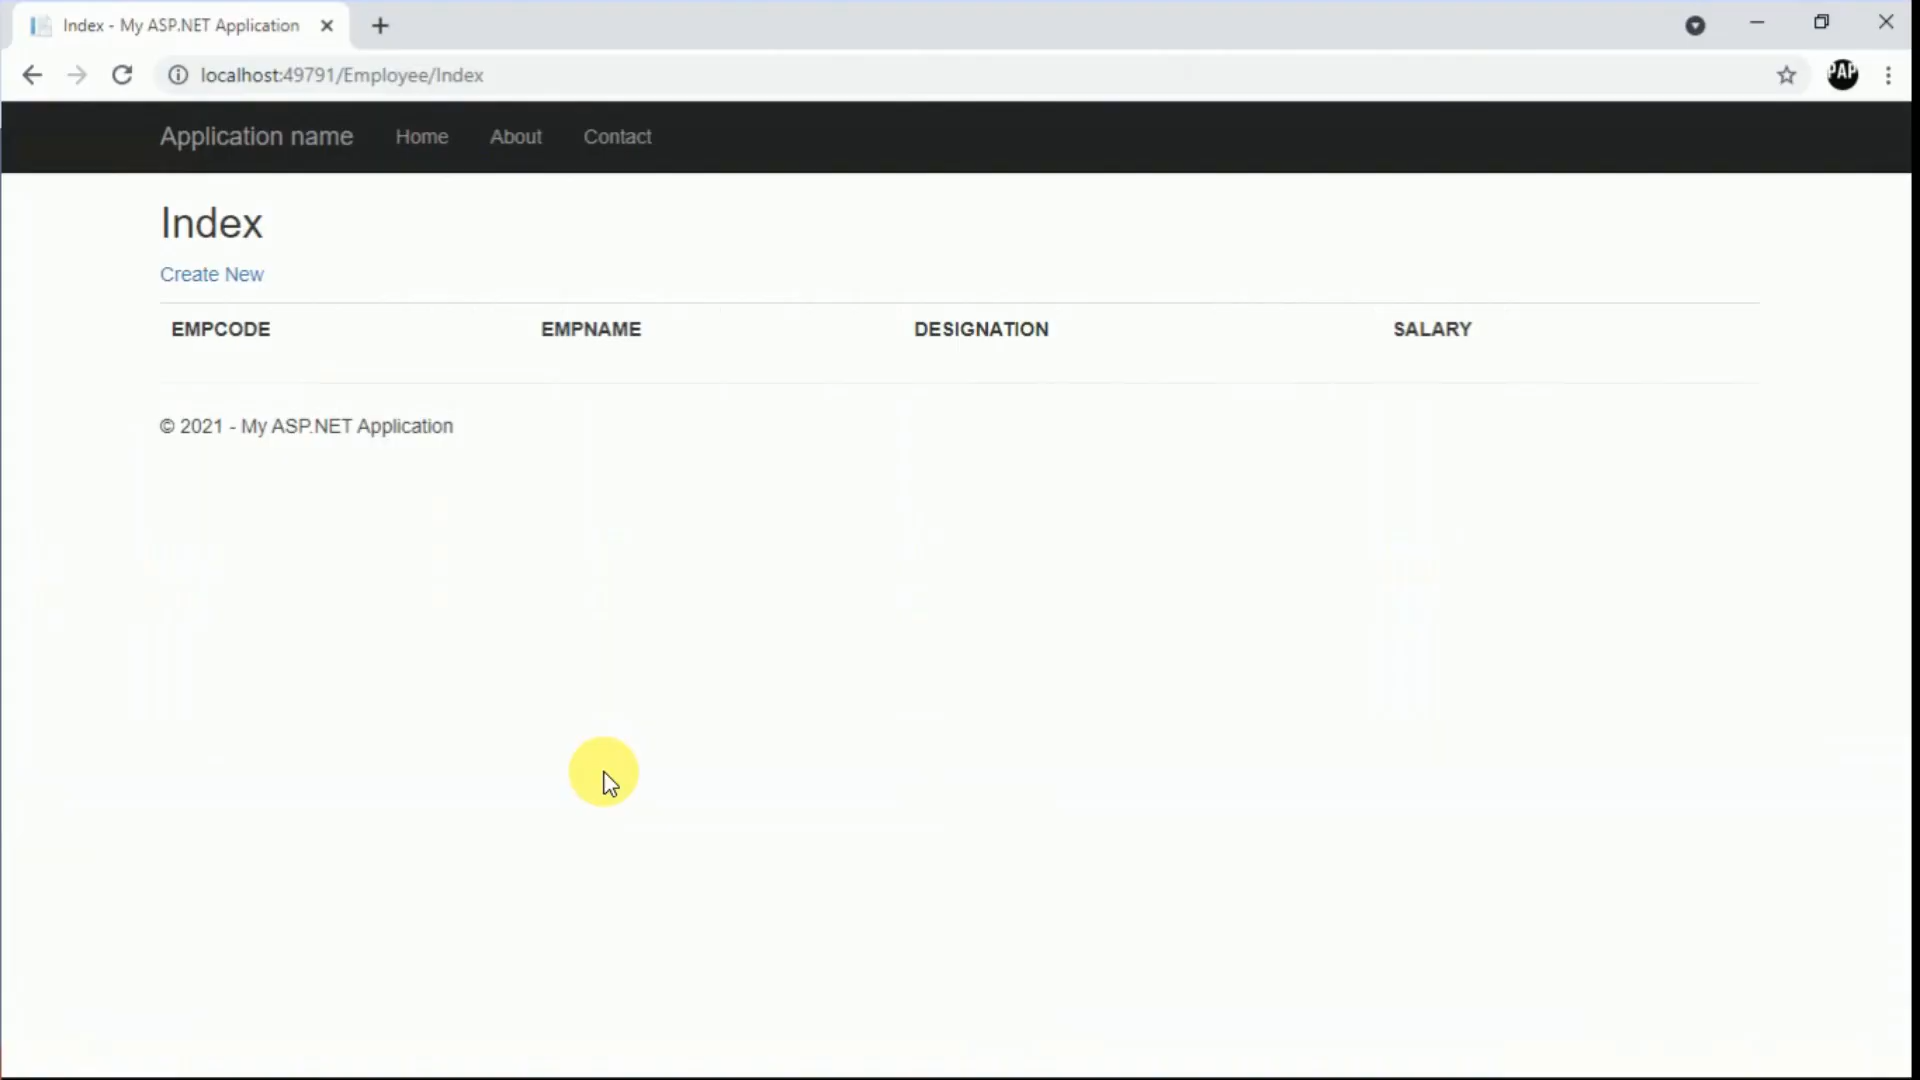 Index - My ASP.NET Application
localhost:49791/Employee/Index
PAP
Application name Home About Contact
Index
Create New
EMPCODE EMPNAME DESIGNATION SALARY
© 2021 - My ASP.NET Application